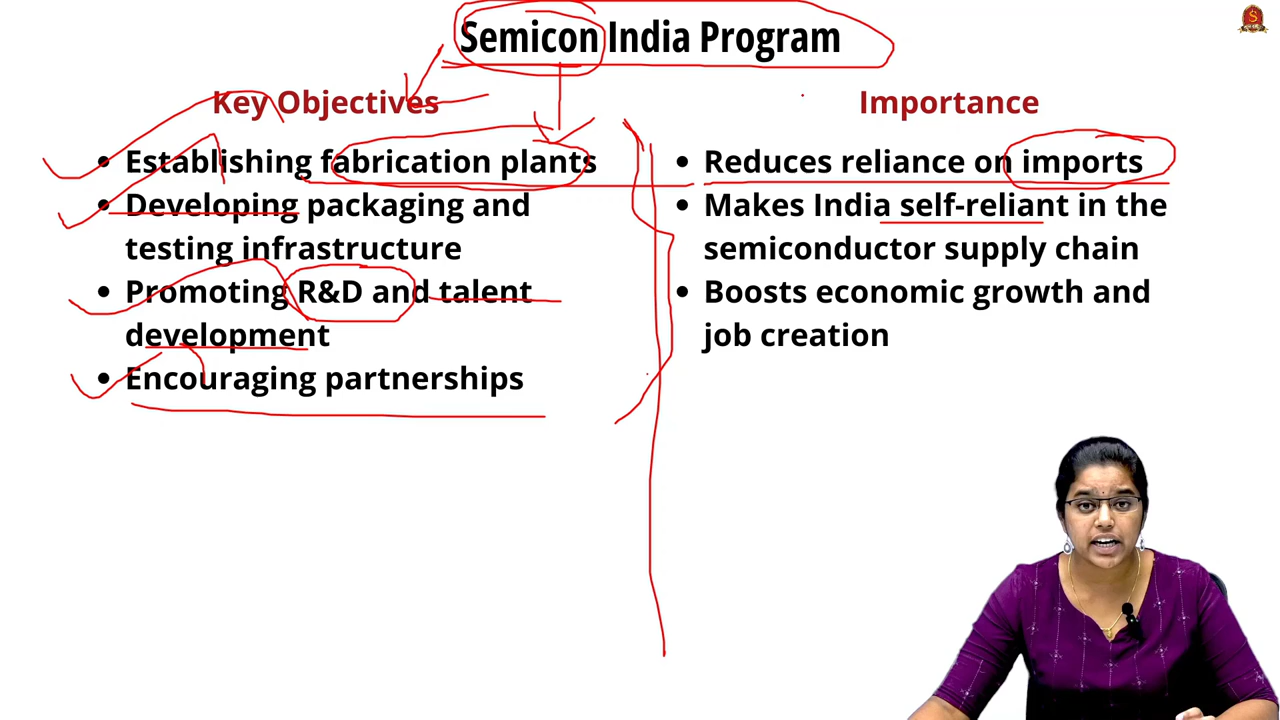 Semicon India Program
Key Objectives
• Establishing fabrication plants
• Developing packaging and
testing infrastructure
• Promoting R&D and talent
development
• Encouraging partnerships
Importance
• Reduces reliance on imports
• Makes India self-reliant in the
semiconductor supply chain
• Boosts economic growth and
job creation